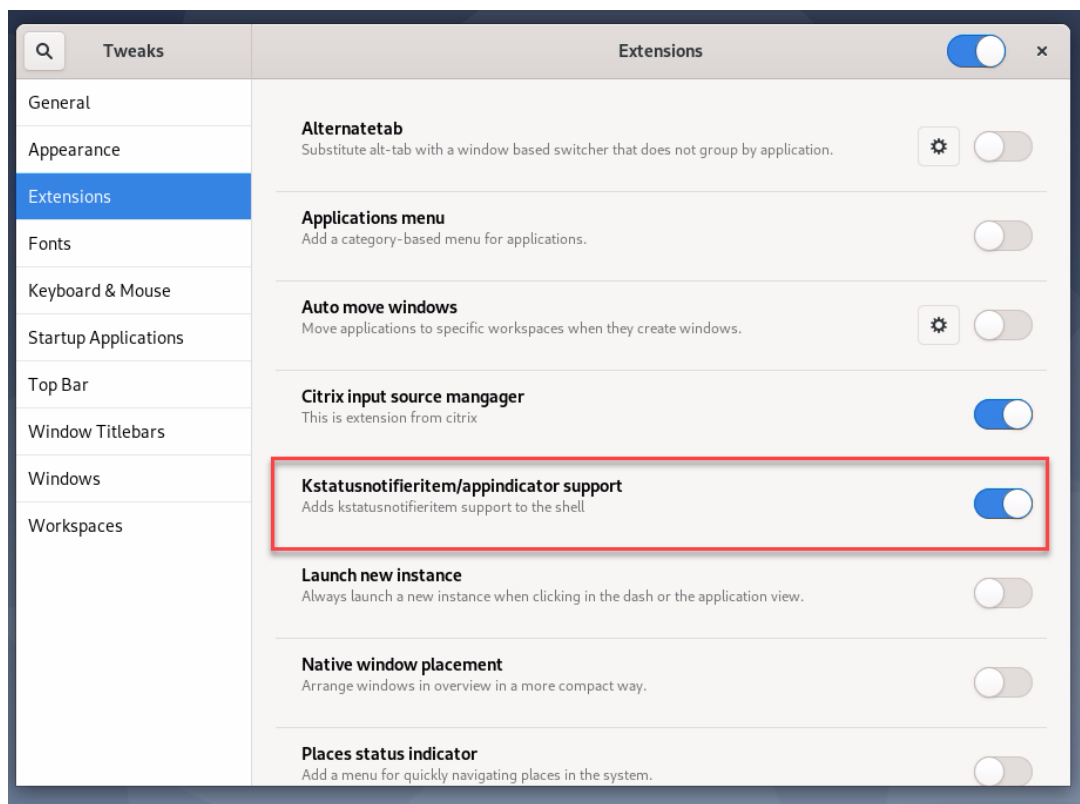 Tweaks
Extensions
General
Appearance
Extensions
Fonts
Keyboard & Mouse
Startup Applications
Top Bar
Window Titlebars
Windows
Workspaces
Alternatetab
Substitute alt-tab with a window based switcher that does not group by application.
Applications menu
Add a category-based menu for applications.
Auto move windows
Move applications to specific workspaces when they create windows.
Citrix input source mangager
This is extension from citrix
Kstatusnotifieritem/appindicator support
Adds kstatusnotifieritem support to the shell
Launch new instance
Always launch a new instance when clicking in the dash or the application view.
Native window placement
Arrange windows in overview in a more compact way.
Places status indicator
Add a menu for quickly navigating places in the system.